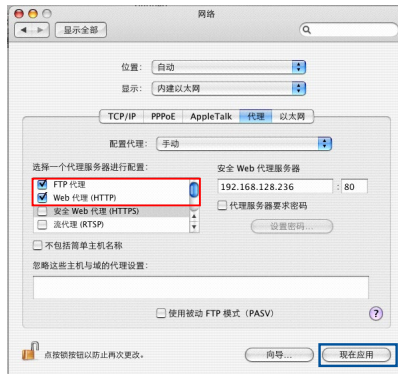 网络
显示全部
位置: 自动
显示: 内建以太网
TCP/IP PPPoE AppleTalk 代理 以太网
配置代理: 手动
选择一个代理服务器进行配置:
安全 Web 代理服务器
FTP 代理
Web 代理 (HTTP)
安全 Web 代理 (HTTPS)
流代理 (RTSP)
192.168.128.236 : 80
代理服务器要求密码
设置密码...
不包括简单主机名称
忽略这些主机与域的代理设置:
使用被动 FTP 模式（PASV）
?
点按锁按钮以防止再次更改。
向导...
现在应用